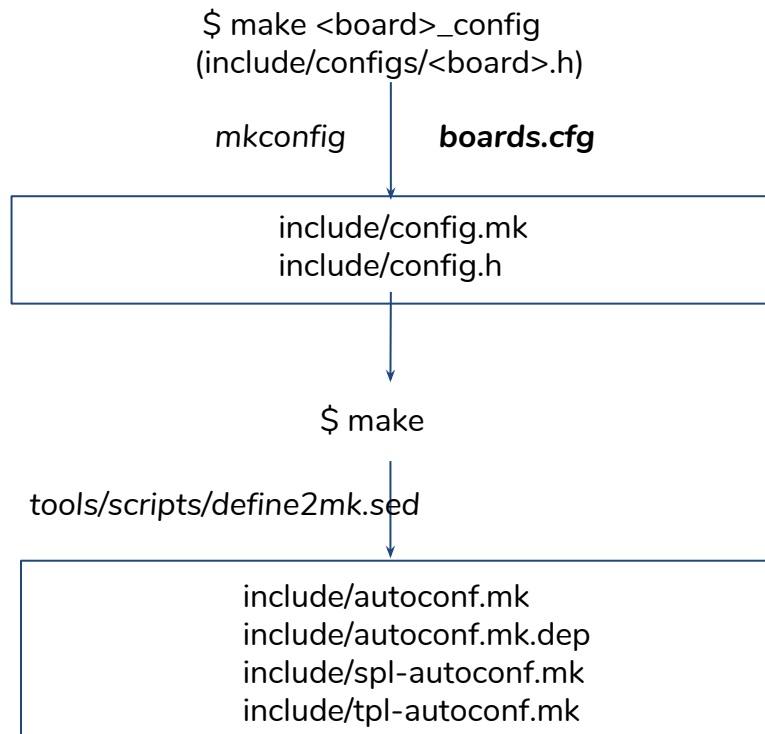 $ make <board>_config
(include/configs/<board>.h)
mkconfig boards.cfg
include/config.mk
include/config.h
$ make
tools/scripts/define2mk.sed
include/autoconf.mk
include/autoconf.mk.dep
include/spl-autoconf.mk
include/tpl-autoconf.mk